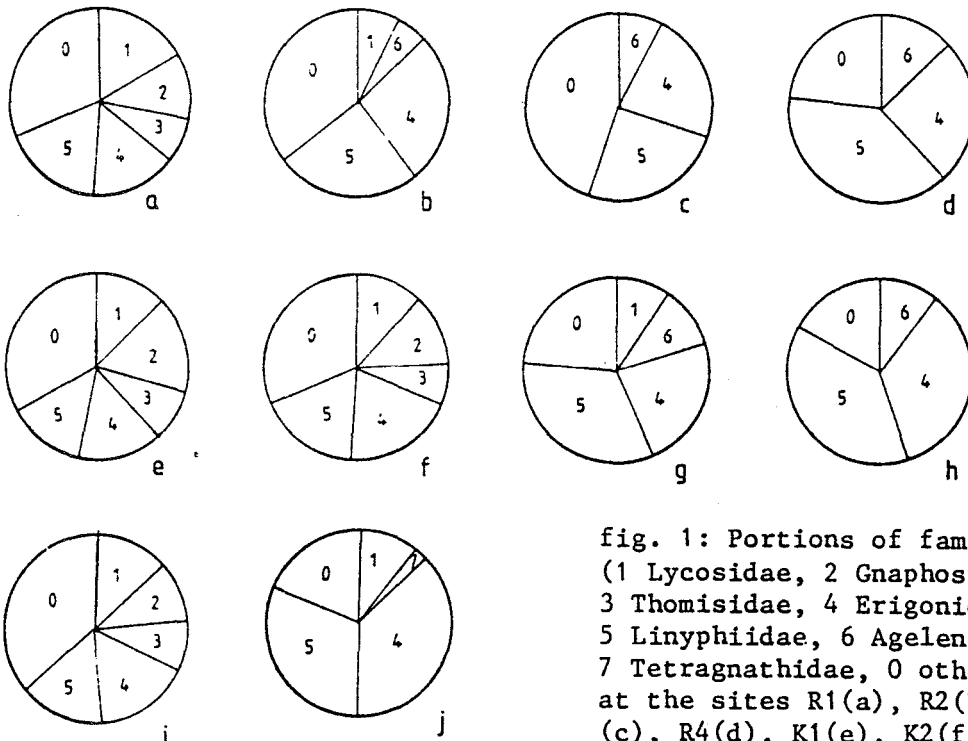 0 1 2 3 4 5
a
0 1 6 4 5
b
0 6 4 5
c
0 6 4 5
d
0 1 2 3 4 5
e
0 1 2 3 4 5
f
0 1 6 4 5
g
0 6 4 5
h
0 1 2 3 4 5
i
0 1 7 4 5
j
fig. 1: Portions of fam
(1 Lycosidae, 2 Gnaphos
3 Thomisidae, 4 Erigoni
5 Linyphiidae, 6 Agelen
7 Tetragnathidae, 0 oth
at the sites R1(a), R2(
(c), R4(d), K1(e), K2(f